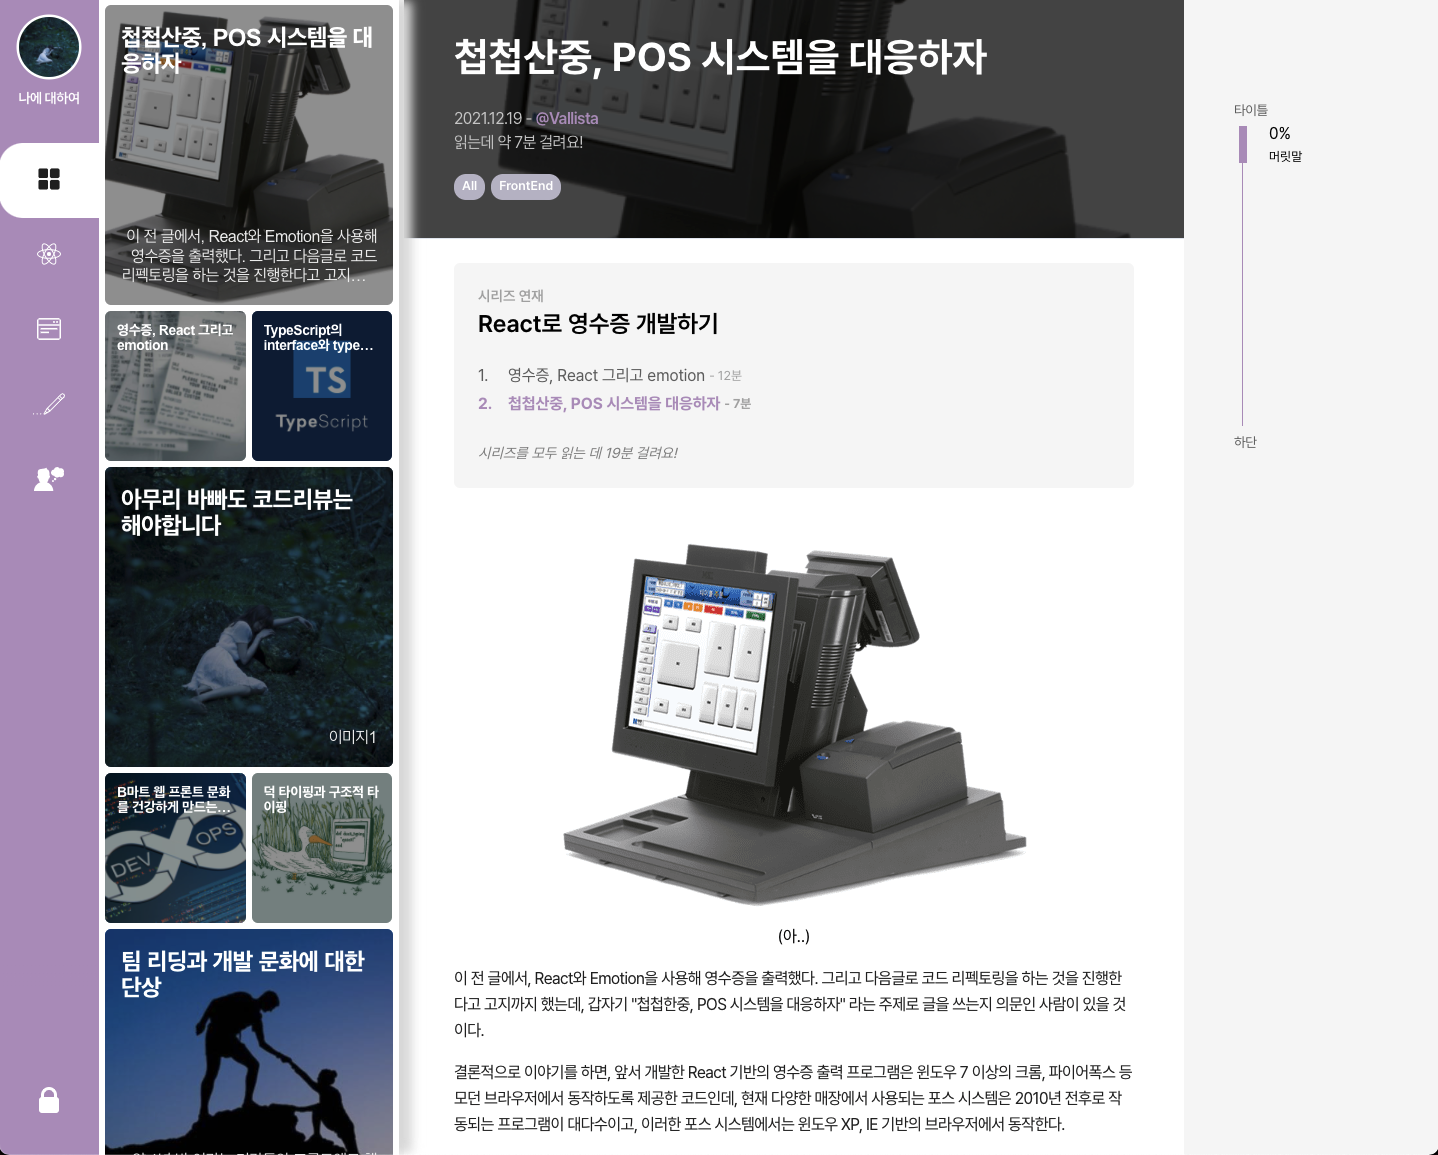 나에 대하여
첩첩산중, POS 시스템을 대
응하자
이 전 글에서, React와 Emotion을 사용해
영수증을 출력했다. 그리고 다음글로 코드
리펙토링을 하는 것을 진행한다고 고지...
영수증, React 그리고
emotion
TypeScript의
interface와 type...
TS
TypeScript
아무리 바빠도 코드리뷰는
해야합니다
이미지1
B마트 웹 프론트 문화
를 건강하게 만드는...
DEV
OPS
덕 타이핑과 구조적 타
이핑
팀 리딩과 개발 문화에 대한
단상
첩첩산중, POS 시스템을 대응하자
2021.12.19 - @Vallista
읽는데 약 7분 걸려요!
All
FrontEnd
시리즈 연재
React로 영수증 개발하기
1. 영수증, React 그리고 emotion - 12분
2. 첩첩산중, POS 시스템을 대응하자 - 7분
시리즈를 모두 읽는 데 19분 걸려요!
(아..)
이 전 글에서, React와 Emotion을 사용해 영수증을 출력했다. 그리고 다음글로 코드 리펙토링을 하는 것을 진행한
다고 고지까지 했는데, 갑자기 "첩첩한중, POS 시스템을 대응하자" 라는 주제로 글을 쓰는지 의문인 사람이 있을 것
이다.
결론적으로 이야기를 하면, 앞서 개발한 React 기반의 영수증 출력 프로그램은 윈도우 7 이상의 크롬, 파이어폭스 등
모던 브라우저에서 동작하도록 제공한 코드인데, 현재 다양한 매장에서 사용되는 포스 시스템은 2010년 전후로 작
동되는 프로그램이 대다수이고, 이러한 포스 시스템에서는 윈도우 XP, IE 기반의 브라우저에서 동작한다.
타이틀
0%
머릿말
하단